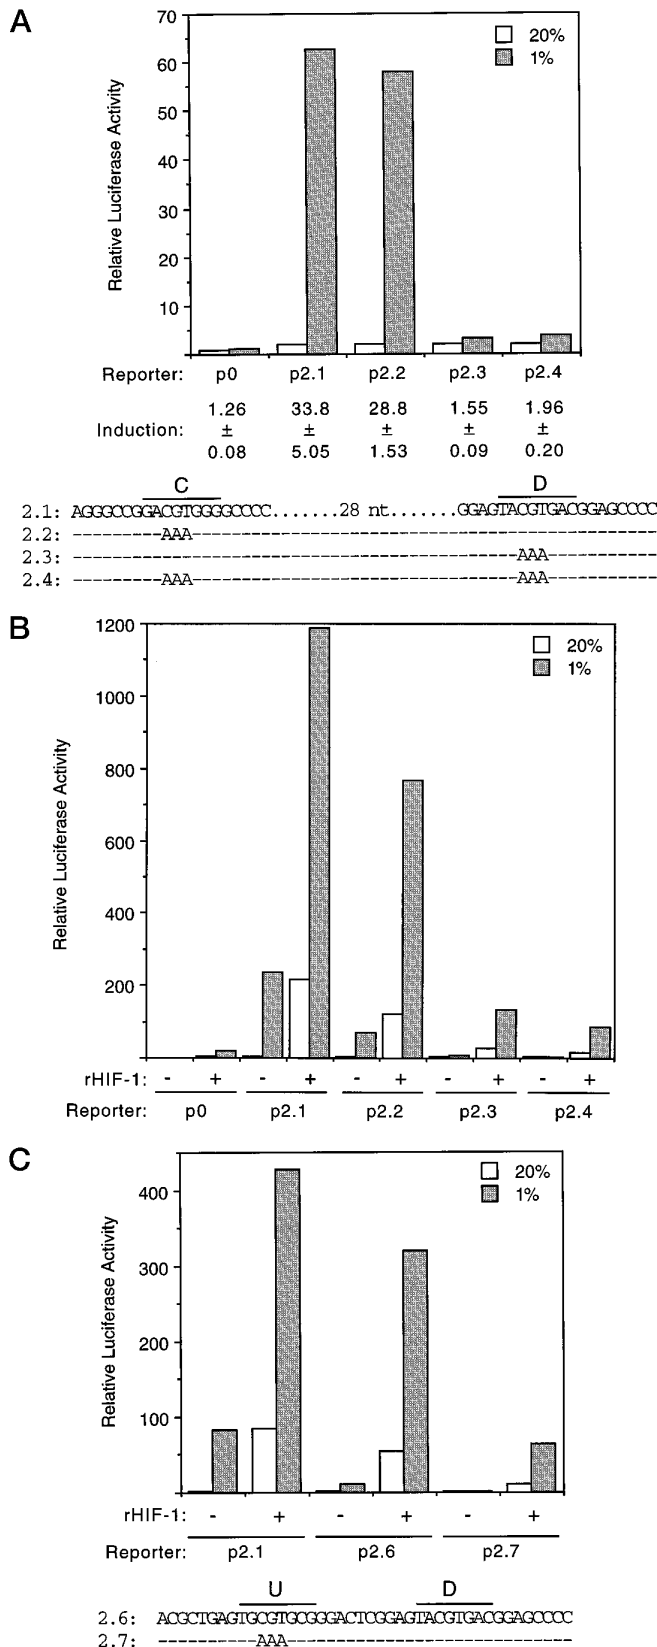 A
Relative Luciferase Activity
70
60
50
40
30
20
10
20%
1%
Reporter: p0 p2.1 p2.2 p2.3 p2.4
Induction:
1.26 33.8 28.8 1.55 1.96
± ± ± ± ±
0.08 5.05 1.53 0.09 0.20
C D
2.1: AGGGCCGGACGTGGGGCCCC.......28 nt.......GGAGTACGTGACGGAGCCCC
2.2: ---------AAA----------------------------------------------
2.3: ---------------------------------------------AAA-----------
2.4: ---------AAA---------------------------------AAA-----------
B
Relative Luciferase Activity
1200
1000
800
600
400
200
20%
1%
rHIF-1: - + - + - + - + - +
Reporter: p0 p2.1 p2.2 p2.3 p2.4
C
Relative Luciferase Activity
400
300
200
100
20%
1%
rHIF-1: - + - + - +
Reporter: p2.1 p2.6 p2.7
U D
2.6: ACGCTGAGTGCGTGCGGGACTCGGAGTACGTGACGGAGCCCC
2.7: ----------AAA-----------------------------